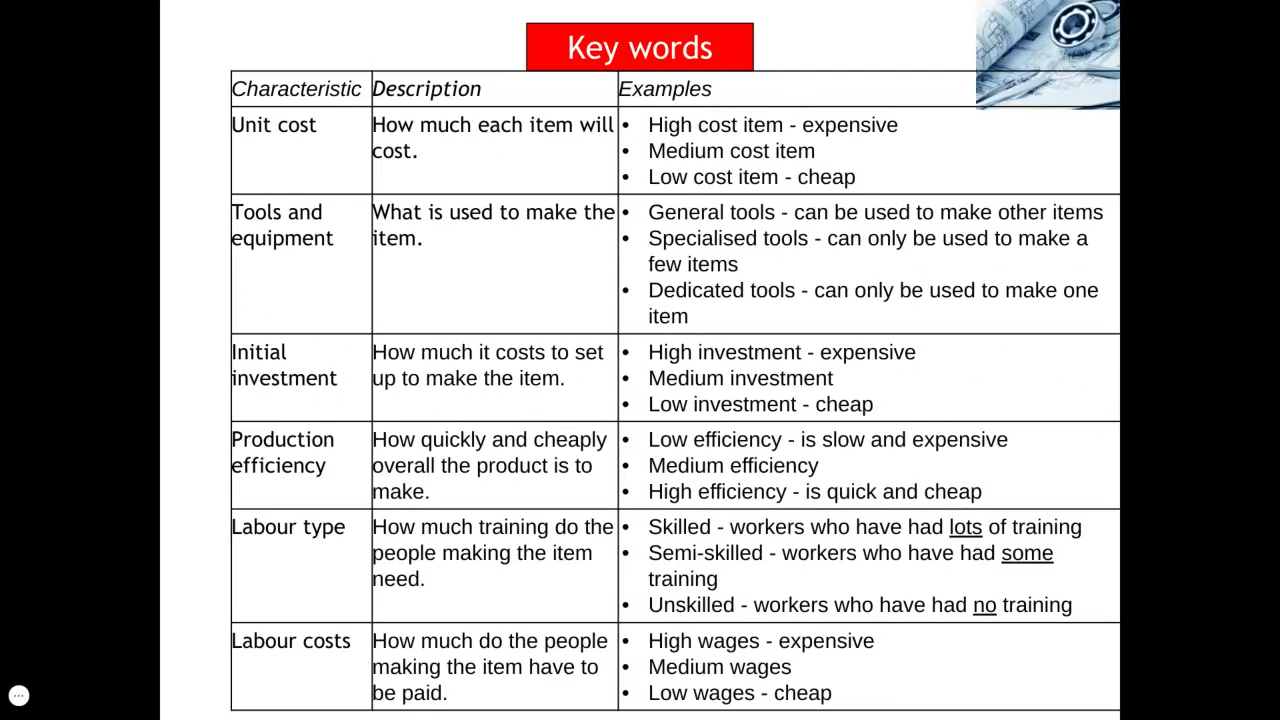 Key words
Characteristic Description Examples
Unit cost How much each item will • High cost item - expensive
cost. • Medium cost item
• Low cost item - cheap
Tools and What is used to make the • General tools - can be used to make other items
equipment item. • Specialised tools - can only be used to make a
few items
• Dedicated tools - can only be used to make one
item
Initial How much it costs to set • High investment - expensive
investment up to make the item. • Medium investment
• Low investment - cheap
Production How quickly and cheaply • Low efficiency - is slow and expensive
efficiency overall the product is to • Medium efficiency
make. • High efficiency - is quick and cheap
Labour type How much training do the • Skilled - workers who have had lots of training
people making the item • Semi-skilled - workers who have had some
need. training
• Unskilled - workers who have had no training
Labour costs How much do the people • High wages - expensive
making the item have to • Medium wages
be paid. • Low wages - cheap